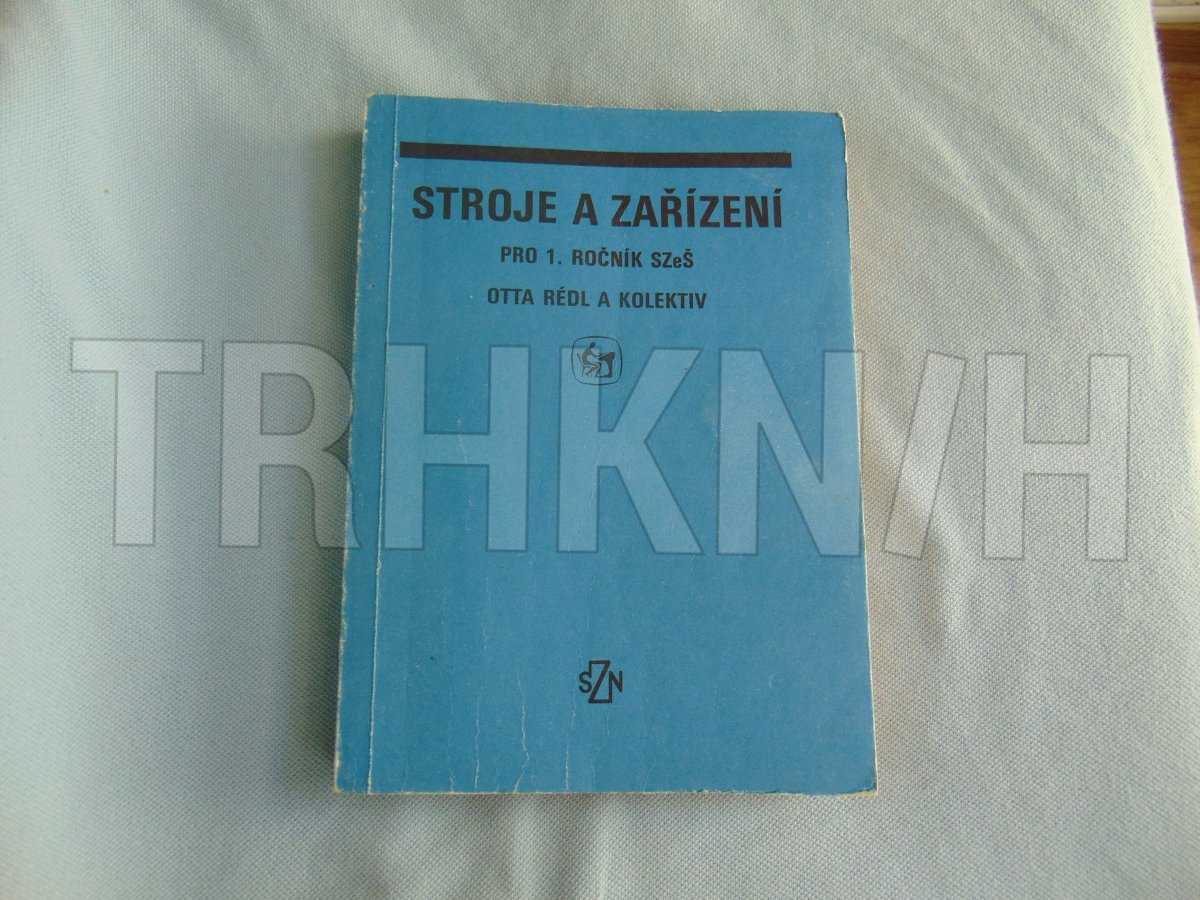 STROJE A ZAŘÍZENÍ
PRO 1. ROČNÍK SZeŠ
OTTA RÉDL A KOLEKTIV
TRHKNIH
SZN